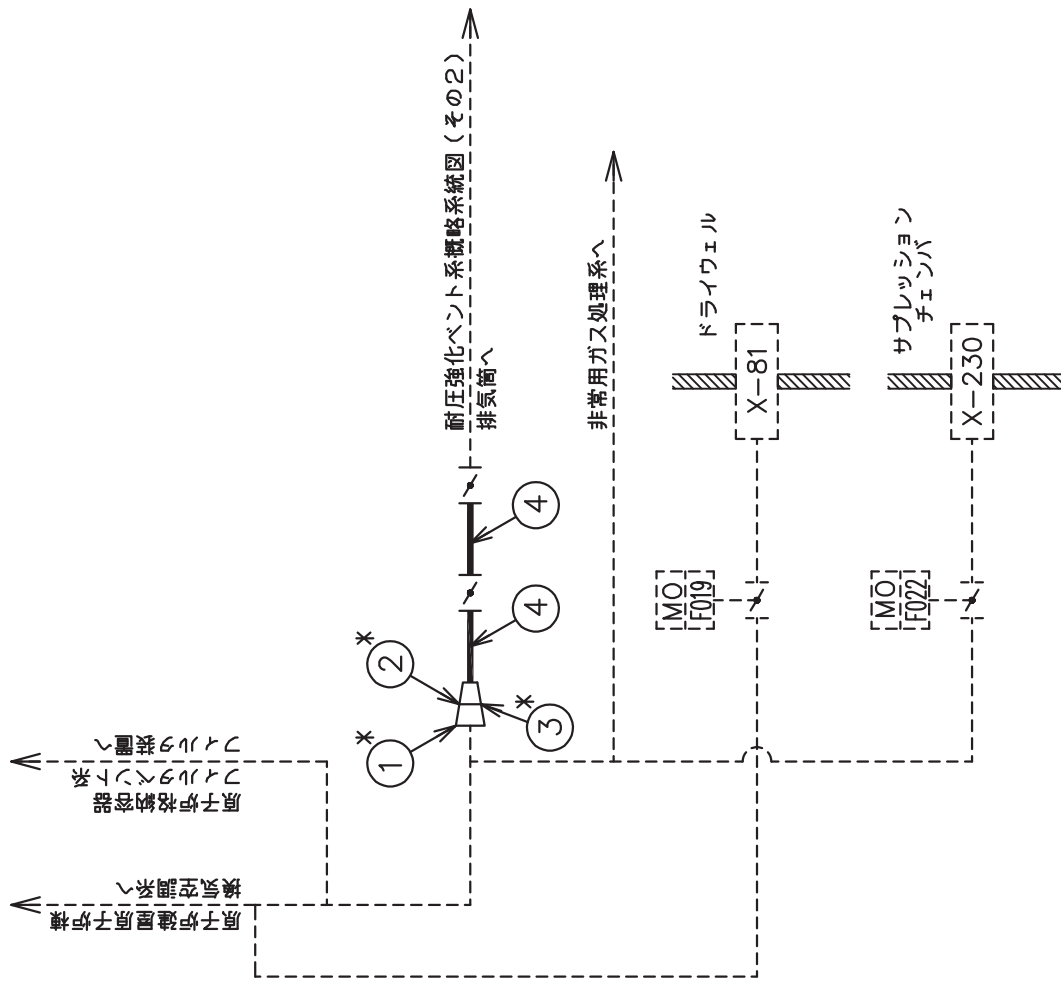 耐圧強化ベント系概略系統図(その2)
排気筒へ
非常用ガス処理系へ
ドライウェル
X-81
サプレッション
チェンバ
X-230
4
4
MO
F019
MO
F022
*
2
*
3
*
1
フィルタ装置へ
フィルタベント系
原子炉格納容器
換気空調系へ
原子炉建屋原子炉棟